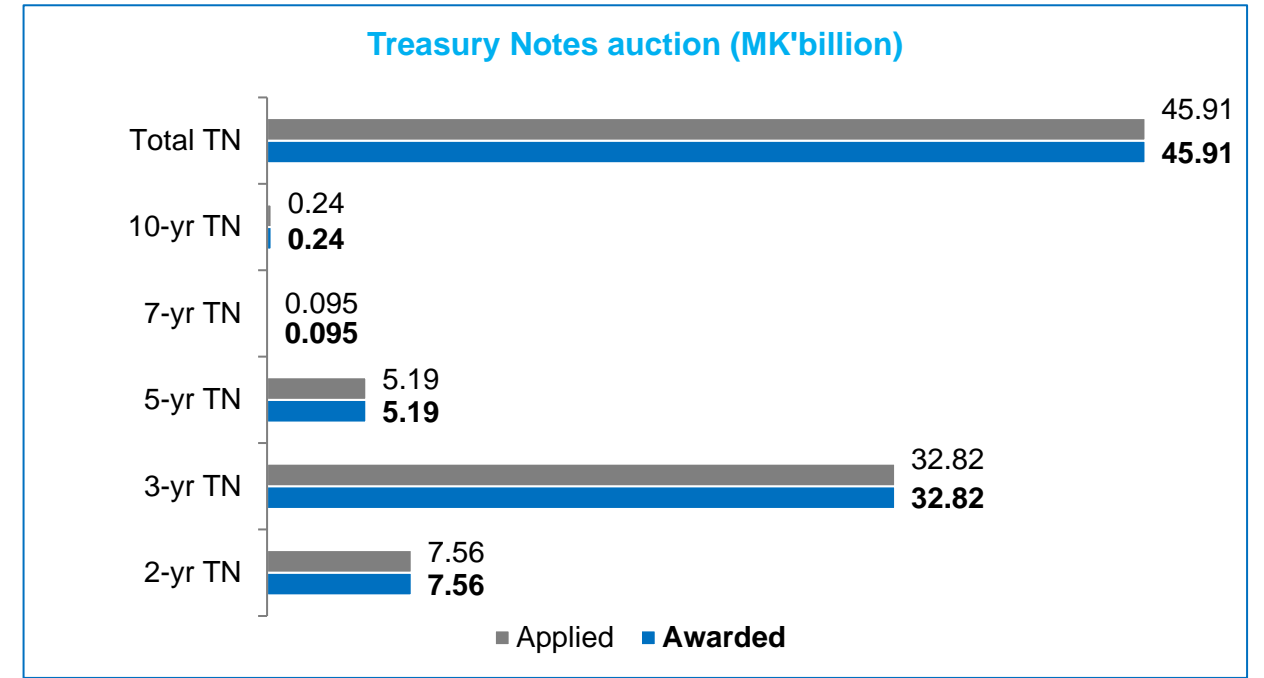 Treasury Notes auction (MK'billion)
Total TN
45.91
45.91
10-yr TN
0.24
0.24
7-yr TN
0.095
0.095
5-yr TN
5.19
5.19
3-yr TN
32.82
32.82
2-yr TN
7.56
7.56
Applied Awarded